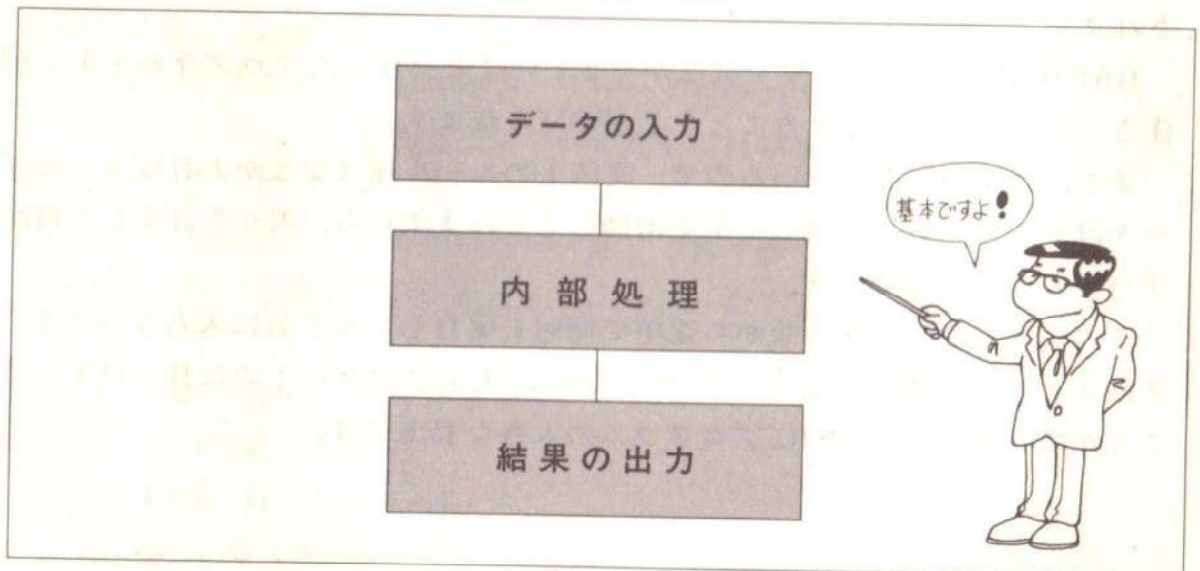 データの入力
内部処理
結果の出力
基本ですよ!